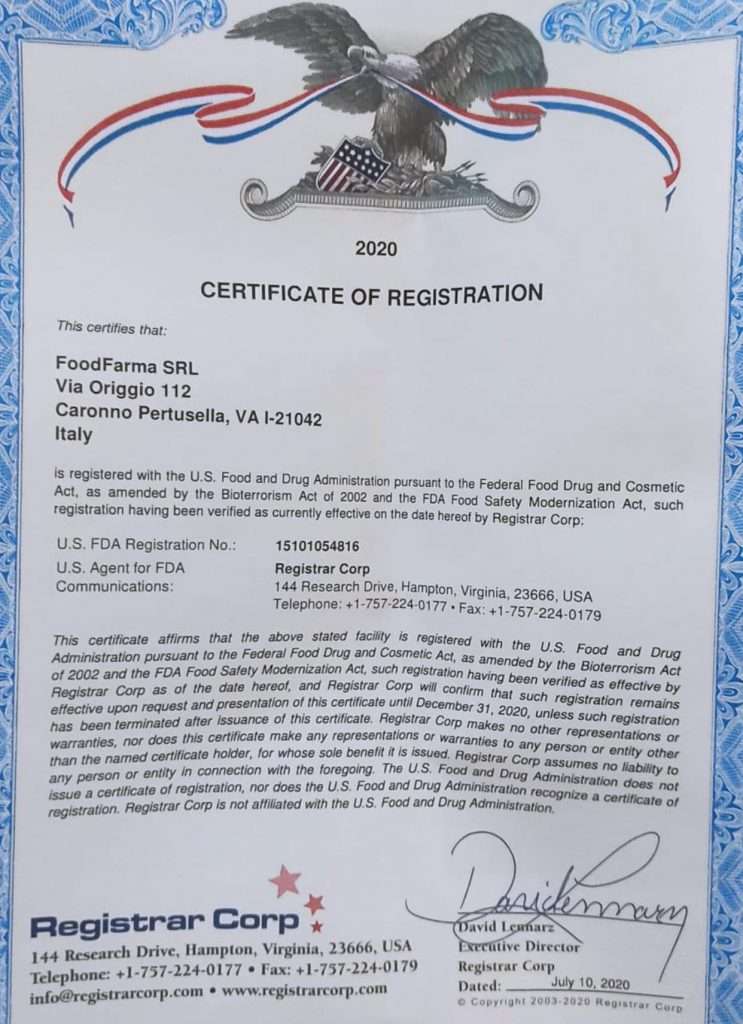 2020
CERTIFICATE OF REGISTRATION
This certifies that:
FoodFarma SRL
Via Origgio 112
Caronno Pertusella, VA I-21042
Italy
is registered with the U.S. Food and Drug Administration pursuant to the Federal Food Drug and Cosmetic
Act, as amended by the Bioterrorism Act of 2002 and the FDA Food Safety Modernization Act, such
registration having been verified as currently effective on the date hereof by Registrar Corp:
U.S. FDA Registration No.: 15101054816
U.S. Agent for FDA Registrar Corp
Communications: 144 Research Drive, Hampton, Virginia, 23666, USA
Telephone: +1-757-224-0177 • Fax: +1-757-224-0179
This certificate affirms that the above stated facility is registered with the U.S. Food and Drug
Administration pursuant to the Federal Food Drug and Cosmetic Act, as amended by the Bioterrorism Act
of 2002 and the FDA Food Safety Modernization Act, such registration having been verified as effective by
Registrar Corp as of the date hereof, and Registrar Corp will confirm that such registration remains
effective upon request and presentation of this certificate until December 31, 2020, unless such registration
has been terminated after issuance of this certificate. Registrar Corp makes no other representations or
warranties, nor does this certificate make any representations or warranties to any person or entity other
than the named certificate holder, for whose sole benefit it is issued. Registrar Corp assumes no liability to
any person or entity in connection with the foregoing. The U.S. Food and Drug Administration does not
issue a certificate of registration, nor does the U.S. Food and Drug Administration recognize a certificate of
registration. Registrar Corp is not affiliated with the U.S. Food and Drug Administration.
Registrar Corp
144 Research Drive, Hampton, Virginia, 23666, USA
Telephone: +1-757-224-0177 • Fax: +1-757-224-0179
info@registrarcorp.com • www.registrarcorp.com
David Lennarz
Executive Director
Registrar Corp
Dated: July 10, 2020
© Copyright 2003-2020 Registrar Corp